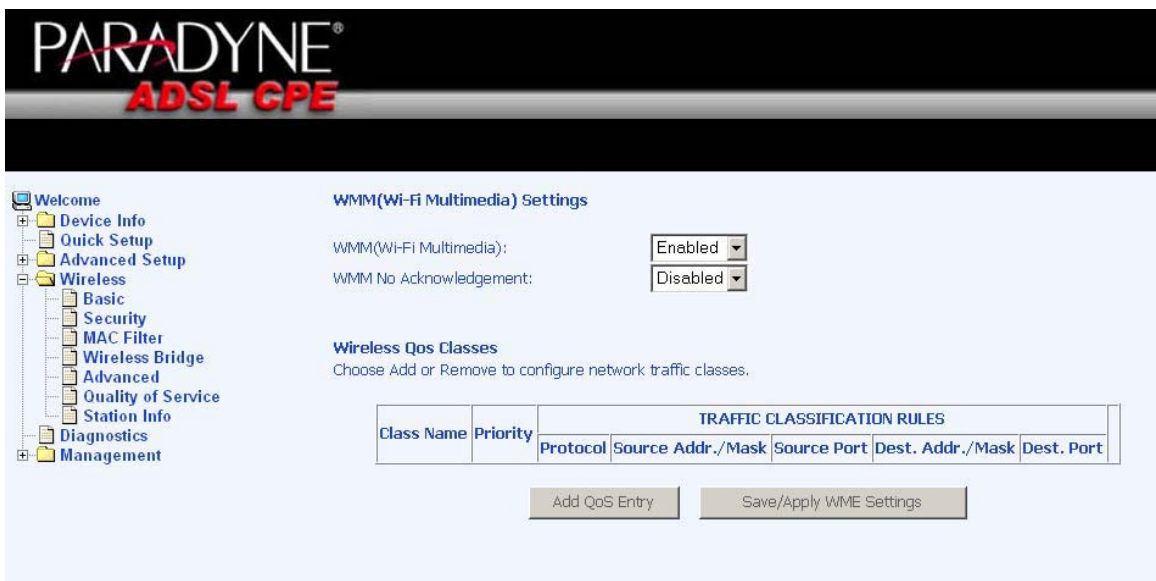 PARADYNE®
ADSL CPE
Welcome
Device Info
Quick Setup
Advanced Setup
Wireless
Basic
Security
MAC Filter
Wireless Bridge
Advanced
Quality of Service
Station Info
Diagnostics
Management
WMM(Wi-Fi Multimedia) Settings
WMM(Wi-Fi Multimedia): Enabled
WMM No Acknowledgement: Disabled
Wireless Qos Classes
Choose Add or Remove to configure network traffic classes.
Class Name Priority TRAFFIC CLASSIFICATION RULES
Protocol Source Addr./Mask Source Port Dest. Addr./Mask Dest. Port
Add QoS Entry Save/Apply WME Settings